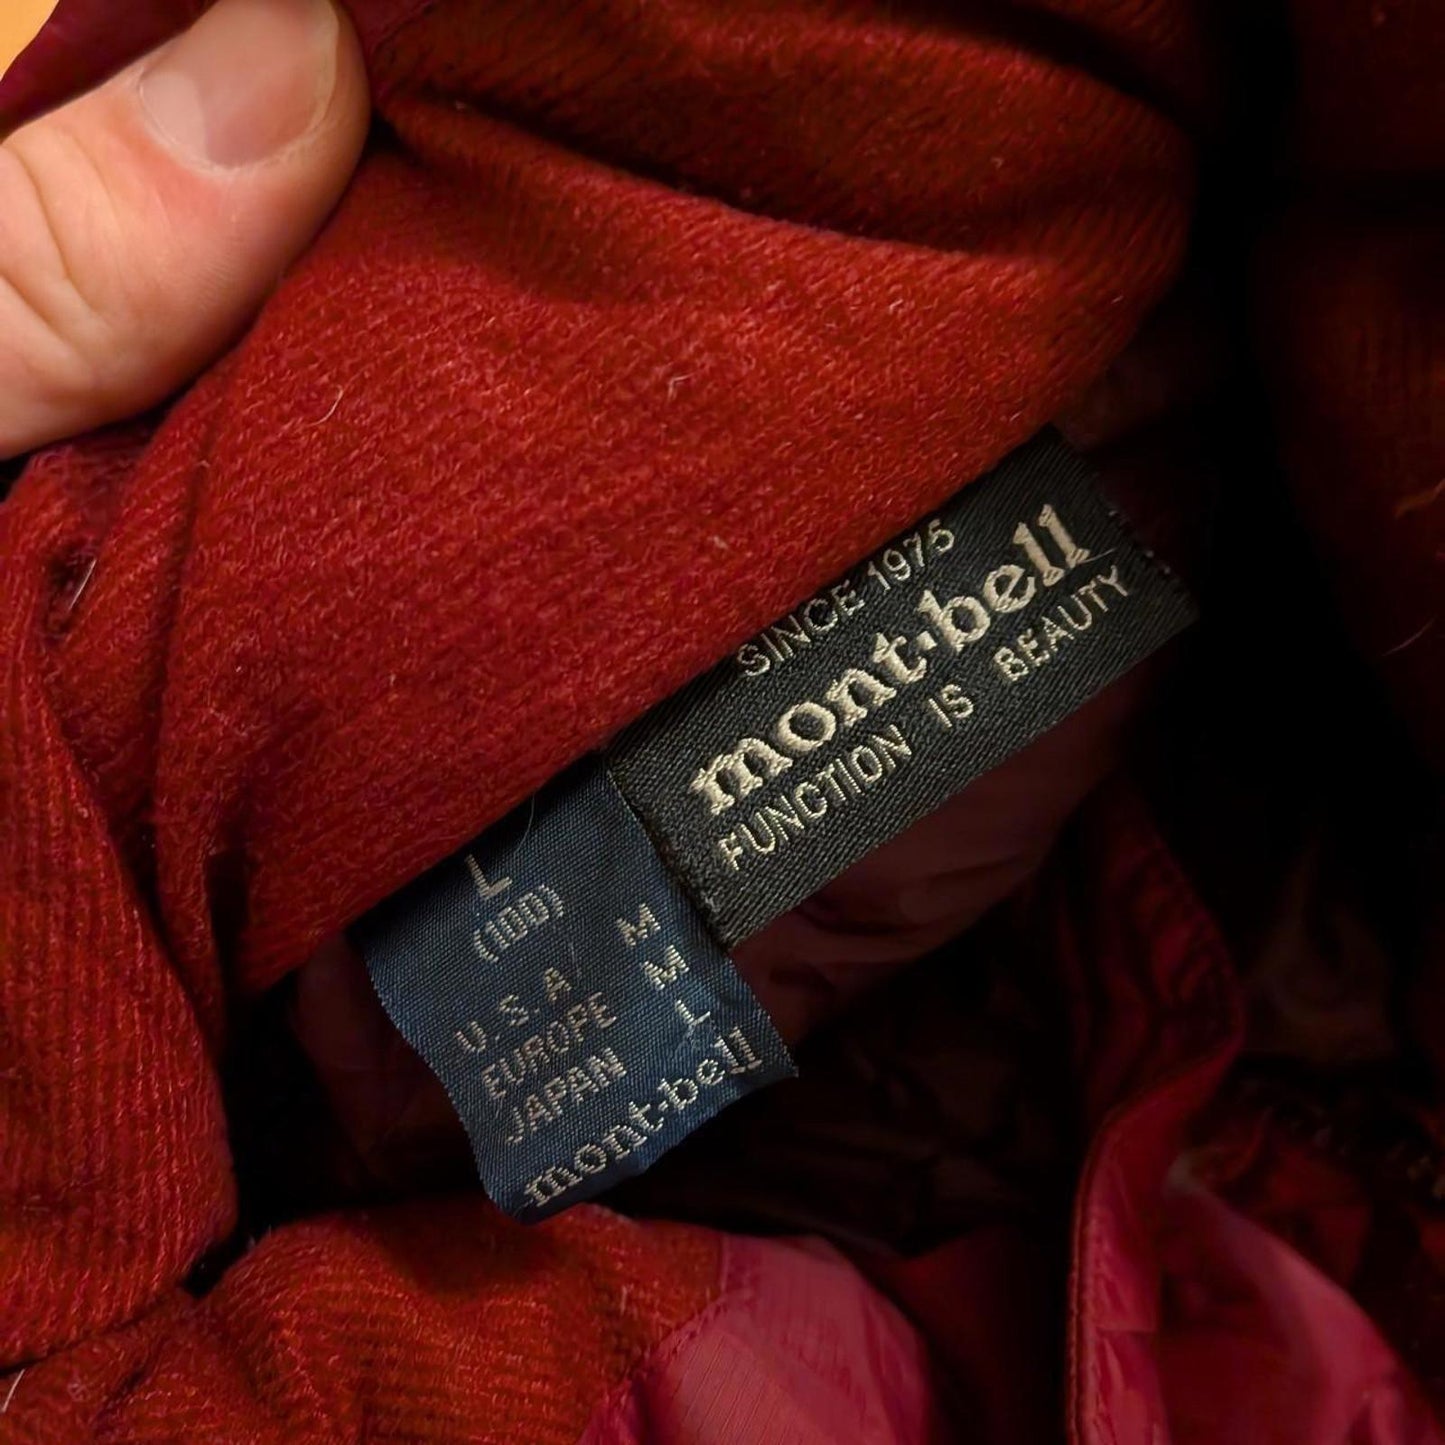 SINCE 1975
mont·bell
FUNCTION IS BEAUTY
L
(100)
U.S.A M
EUROPE M
JAPAN L
mont·bell